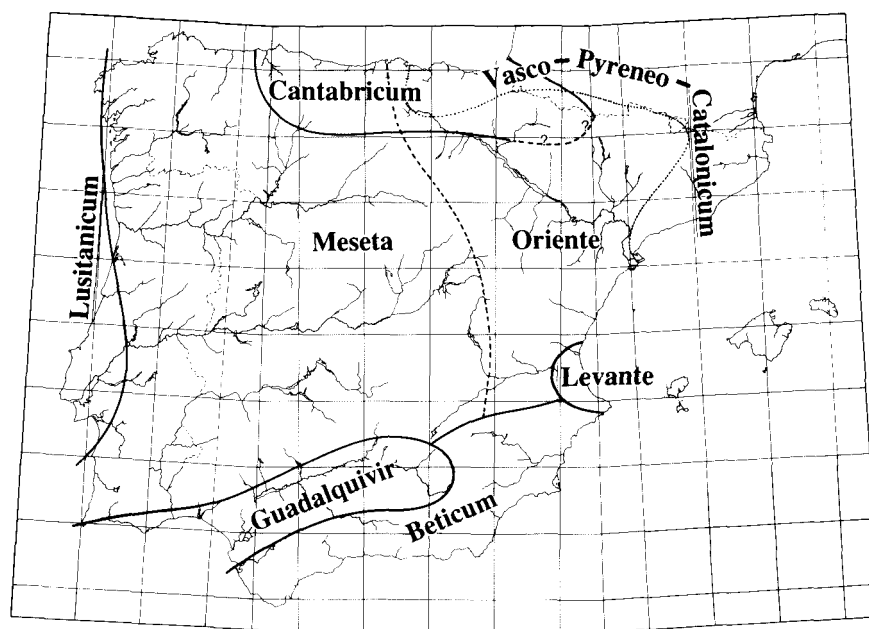 Vasco – Pyreneo –
Catalonicum
Cantabricum
?
?
Lusitanicum
Meseta
Oriente
Levante
Guadalquivir
Beticum